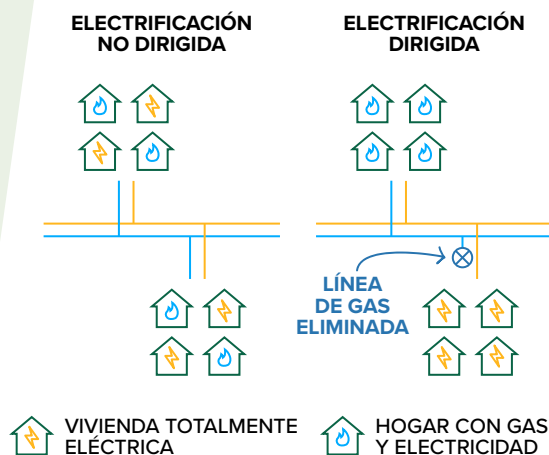 ELECTRIFICACIÓN
NO DIRIGIDA
ELECTRIFICACIÓN
DIRIGIDA
LÍNEA
DE GAS
ELIMINADA
VIVIENDA TOTALMENTE
ELÉCTRICA
HOGAR CON GAS
Y ELECTRICIDAD